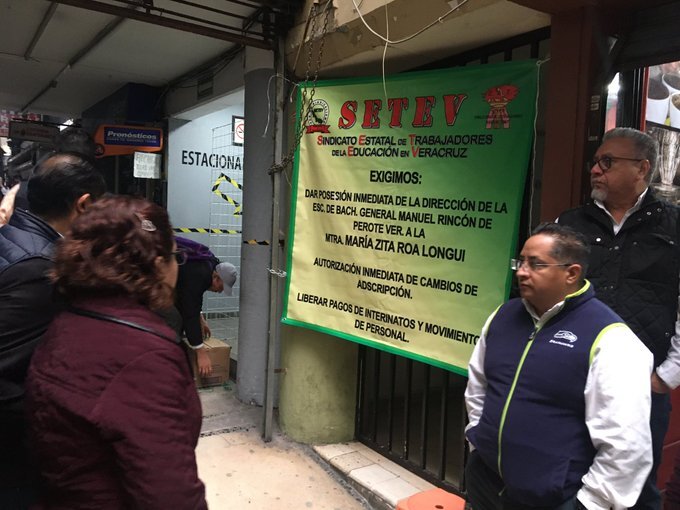 SETEV
SINDICATO ESTATAL DE TRABAJADORES
DE LA EDUCACIÓN EN VERACRUZ
EXIGIMOS:
DAR POSESIÓN INMEDIATA DE LA DIRECCIÓN DE LA
ESC. DE BACH. GENERAL MANUEL RINCÓN DE
PEROTE VER. A LA
MTRA. MARÍA ZITA ROA LONGUI
AUTORIZACIÓN INMEDIATA DE CAMBIOS DE
ADSCRIPCIÓN.
LIBERAR PAGOS DE INTERINATOS Y MOVIMIENTO
DE PERSONAL.
Pronósticos
ESTACIONA
Seahawks